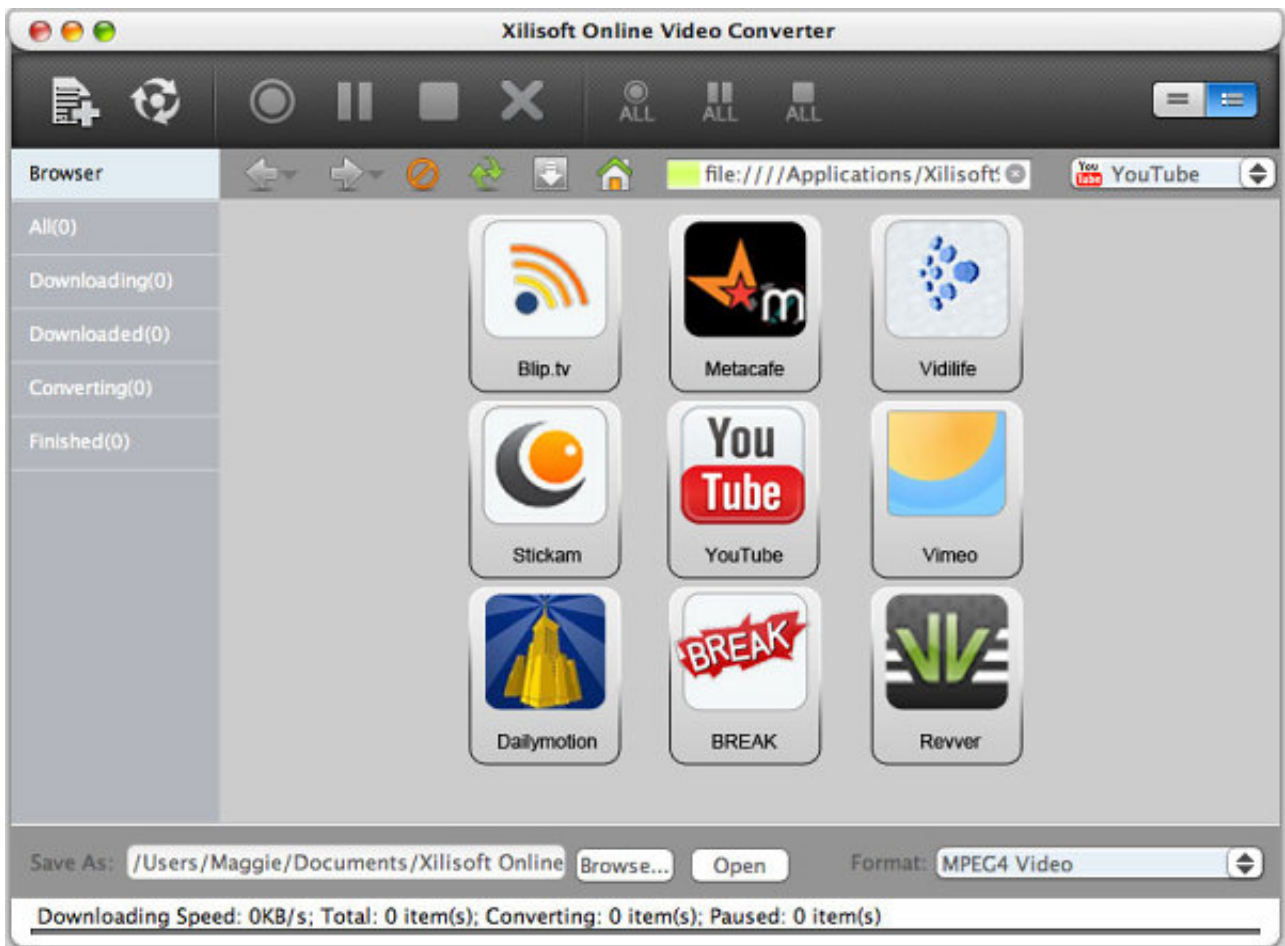 Xilisoft Online Video Converter
ALL ALL ALL
Browser
file:////Applications/Xilisoft
You Tube YouTube
All(0)
Downloading(0)
Downloaded(0)
Converting(0)
Finished(0)
m
Blip.tv Metacafe Vidilife
You Tube
Stickam YouTube Vimeo
BREAK
Dailymotion BREAK Revver
Save As: /Users/Maggie/Documents/Xilisoft Online Browse... Open Format: MPEG4 Video
Downloading Speed: 0KB/s; Total: 0 item(s); Converting: 0 item(s); Paused: 0 item(s)